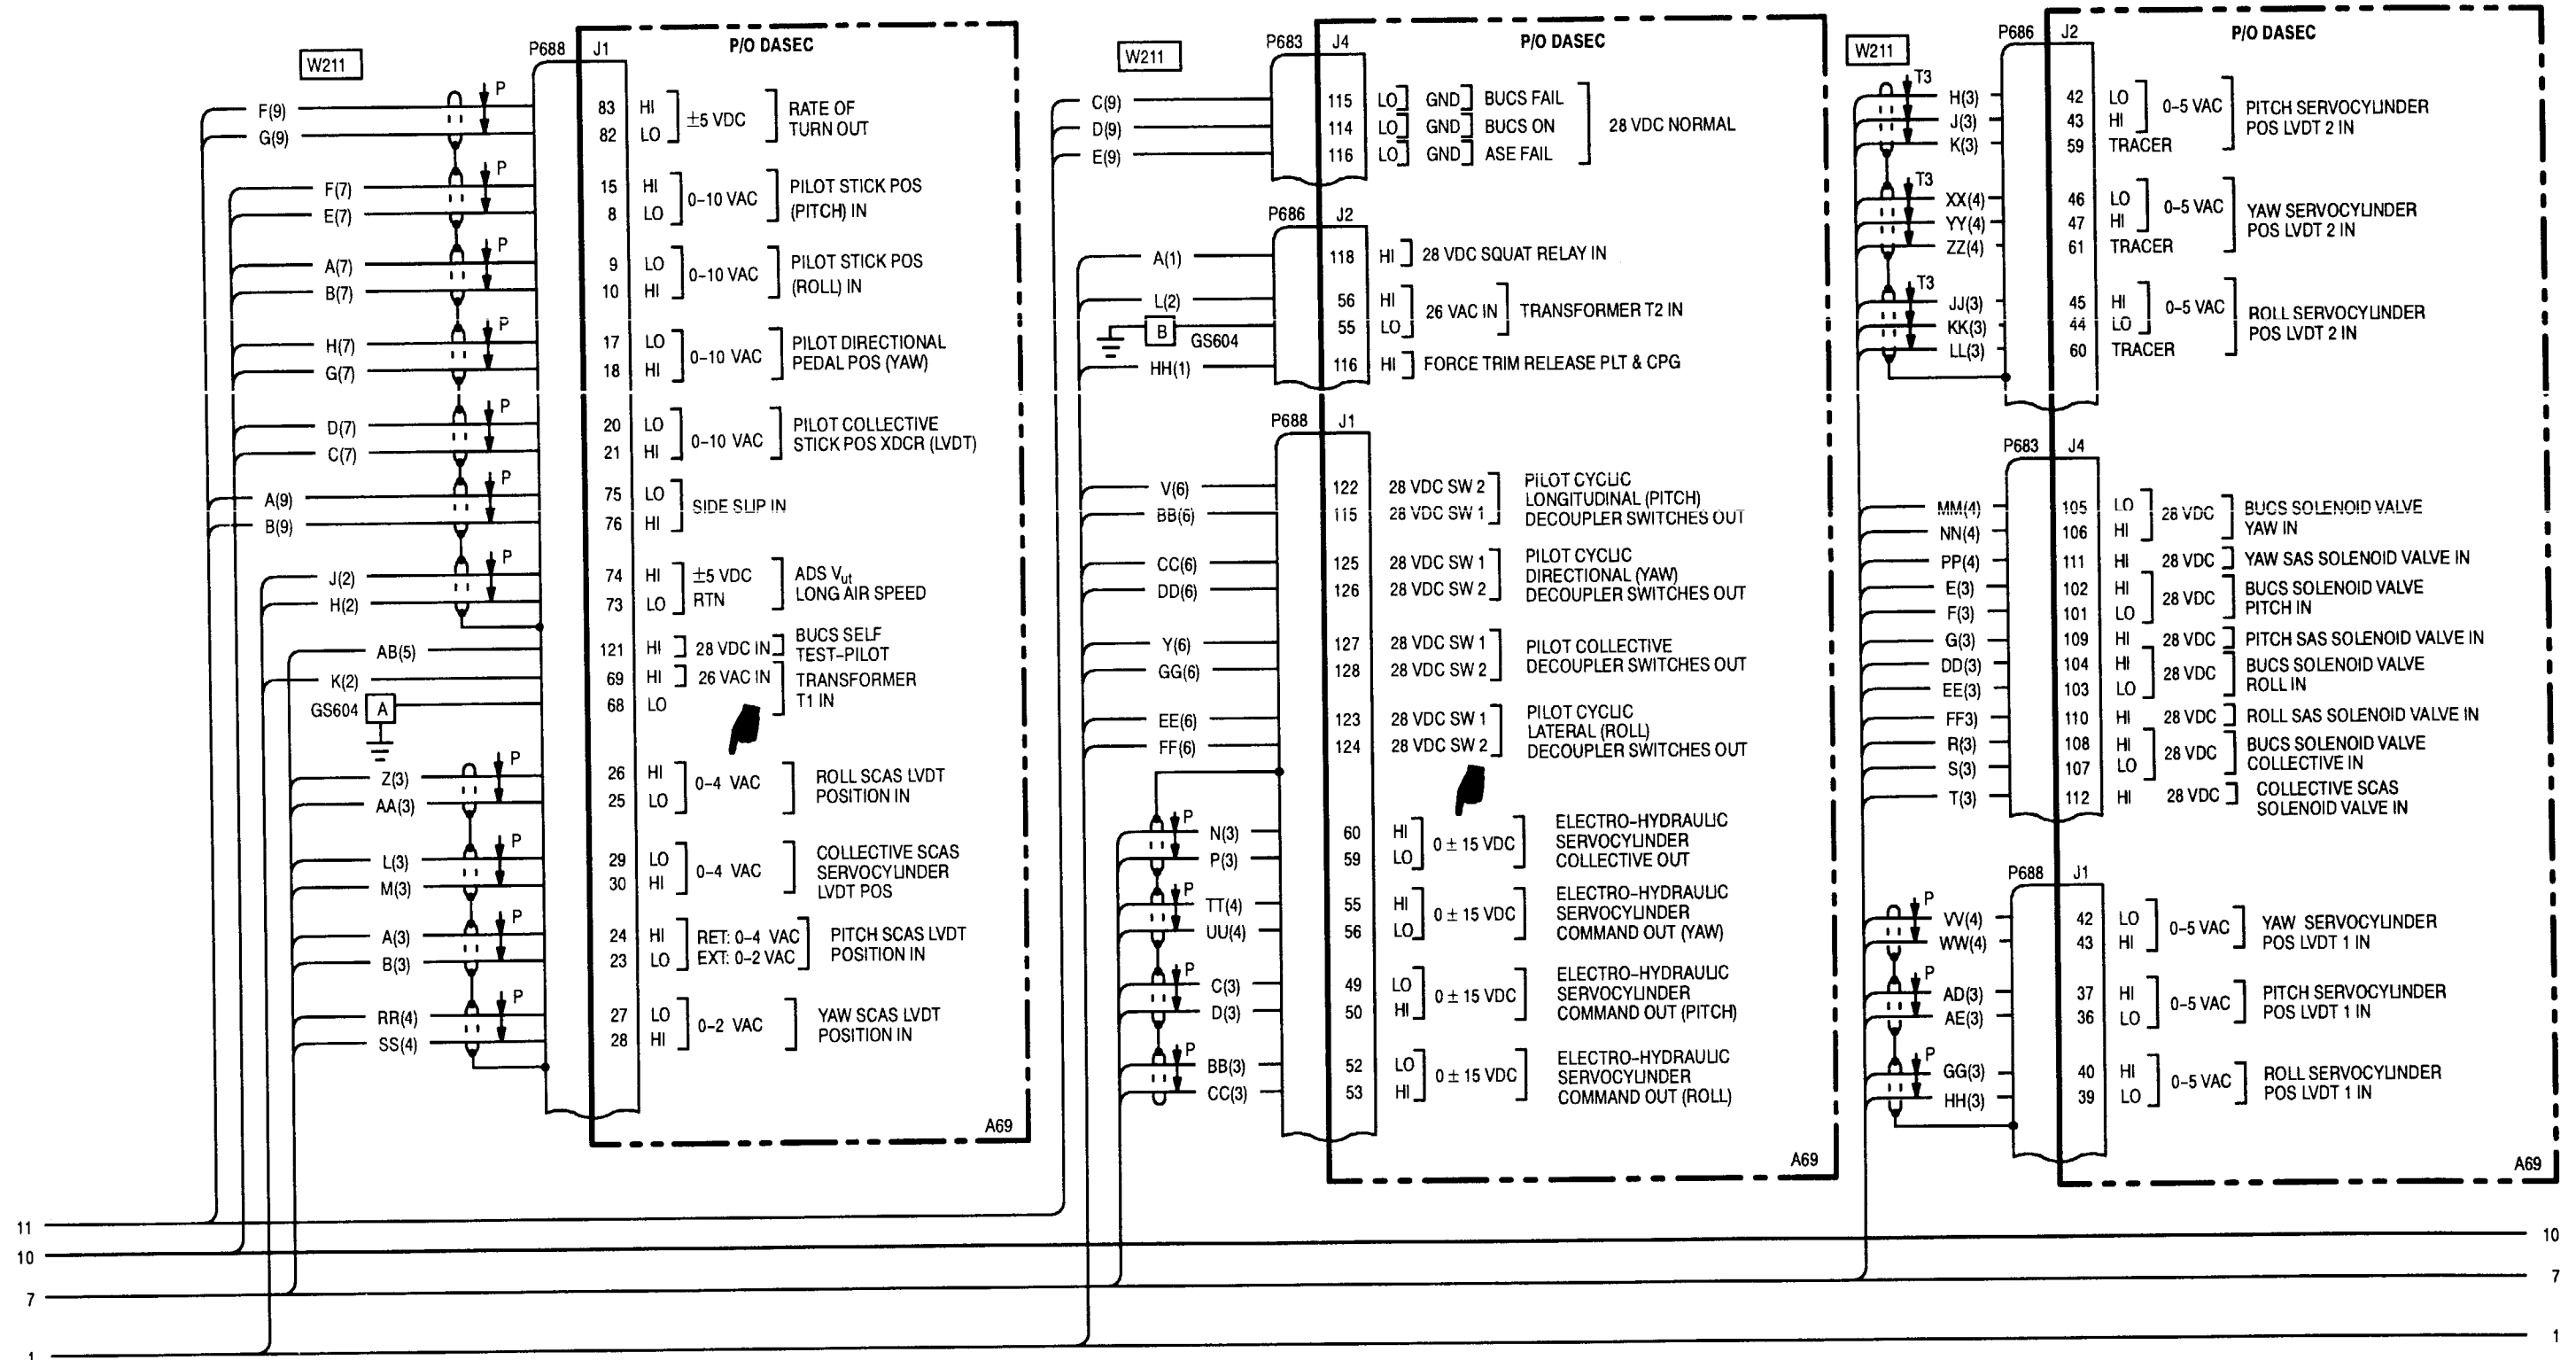 P/O DASEC
W211
P688 J1
F(9) P 83 HI ±5 VDC RATE OF
G(9) 82 LO TURN OUT
F(7) P 15 HI 0-10 VAC PILOT STICK POS
E(7) 8 LO (PITCH) IN
A(7) P 9 LO 0-10 VAC PILOT STICK POS
B(7) 10 HI (ROLL) IN
H(7) P 17 LO 0-10 VAC PILOT DIRECTIONAL
G(7) 18 HI PEDAL POS (YAW)
D(7) P 20 LO 0-10 VAC PILOT COLLECTIVE
C(7) 21 HI STICK POS XDCR (LVDT)
A(9) P 75 LO SIDE SLIP IN
B(9) 76 HI
J(2) P 74 HI ±5 VDC ADS Vut
H(2) 73 LO RTN LONG AIR SPEED
AB(5) 121 HI 28 VDC IN BUCS SELF
TEST-PILOT
K(2) 69 HI 26 VAC IN TRANSFORMER
GS604 A 68 LO T1 IN
Z(3) P 26 HI 0-4 VAC ROLL SCAS LVDT
AA(3) 25 LO POSITION IN
L(3) P 29 LO 0-4 VAC COLLECTIVE SCAS
SERVOCYLINDER
M(3) 30 HI LVDT POS
A(3) P 24 HI RET: 0-4 VAC PITCH SCAS LVDT
B(3) 23 LO EXT: 0-2 VAC POSITION IN
RR(4) P 27 LO 0-2 VAC YAW SCAS LVDT
SS(4) 28 HI POSITION IN
A69
P/O DASEC
W211
P683 J4
C(9) 115 LO GND BUCS FAIL
D(9) 114 LO GND BUCS ON 28 VDC NORMAL
E(9) 116 LO GND ASE FAIL
P686 J2
A(1) 118 HI 28 VDC SQUAT RELAY IN
L(2) 56 HI 26 VAC IN TRANSFORMER T2 IN
B GS604 55 LO
HH(1) 116 HI FORCE TRIM RELEASE PLT & CPG
P688 J1
V(6) 122 28 VDC SW 2 PILOT CYCLIC
LONGITUDINAL (PITCH)
BB(6) 115 28 VDC SW 1 DECOUPLER SWITCHES OUT
CC(6) 125 28 VDC SW 1 PILOT CYCLIC
DIRECTIONAL (YAW)
DD(6) 126 28 VDC SW 2 DECOUPLER SWITCHES OUT
Y(6) 127 28 VDC SW 1 PILOT COLLECTIVE
GG(6) 128 28 VDC SW 2 DECOUPLER SWITCHES OUT
EE(6) 123 28 VDC SW 1 PILOT CYCLIC
LATERAL (ROLL)
FF(6) 124 28 VDC SW 2 DECOUPLER SWITCHES OUT
P N(3) 60 HI 0 ± 15 VDC ELECTRO-HYDRAULIC
SERVOCYLINDER
P(3) 59 LO COLLECTIVE OUT
P TT(4) 55 HI 0 ± 15 VDC ELECTRO-HYDRAULIC
SERVOCYLINDER
UU(4) 56 LO COMMAND OUT (YAW)
P C(3) 49 LO 0 ± 15 VDC ELECTRO-HYDRAULIC
SERVOCYLINDER
D(3) 50 HI COMMAND OUT (PITCH)
P BB(3) 52 LO 0 ± 15 VDC ELECTRO-HYDRAULIC
SERVOCYLINDER
CC(3) 53 HI COMMAND OUT (ROLL)
A69
P/O DASEC
W211
P686 J2
T3
H(3) 42 LO 0-5 VAC PITCH SERVOCYLINDER
J(3) 43 HI POS LVDT 2 IN
K(3) 59 TRACER
T3
XX(4) 46 LO 0-5 VAC YAW SERVOCYLINDER
YY(4) 47 HI POS LVDT 2 IN
ZZ(4) 61 TRACER
T3
JJ(3) 45 HI 0-5 VAC ROLL SERVOCYLINDER
KK(3) 44 LO POS LVDT 2 IN
LL(3) 60 TRACER
P683 J4
MM(4) 105 LO 28 VDC BUCS SOLENOID VALVE
NN(4) 106 HI YAW IN
PP(4) 111 HI 28 VDC YAW SAS SOLENOID VALVE IN
E(3) 102 HI 28 VDC BUCS SOLENOID VALVE
F(3) 101 LO PITCH IN
G(3) 109 HI 28 VDC PITCH SAS SOLENOID VALVE IN
DD(3) 104 HI 28 VDC BUCS SOLENOID VALVE
EE(3) 103 LO ROLL IN
FF3) 110 HI 28 VDC ROLL SAS SOLENOID VALVE IN
R(3) 108 HI 28 VDC BUCS SOLENOID VALVE
S(3) 107 LO COLLECTIVE IN
T(3) 112 HI 28 VDC COLLECTIVE SCAS
SOLENOID VALVE IN
P688 J1
P VV(4) 42 LO 0-5 VAC YAW SERVOCYLINDER
WW(4) 43 HI POS LVDT 1 IN
P AD(3) 37 HI 0-5 VAC PITCH SERVOCYLINDER
AE(3) 36 LO POS LVDT 1 IN
P GG(3) 40 HI 0-5 VAC ROLL SERVOCYLINDER
HH(3) 39 LO POS LVDT 1 IN
A69
11
10 10
7 7
1 1